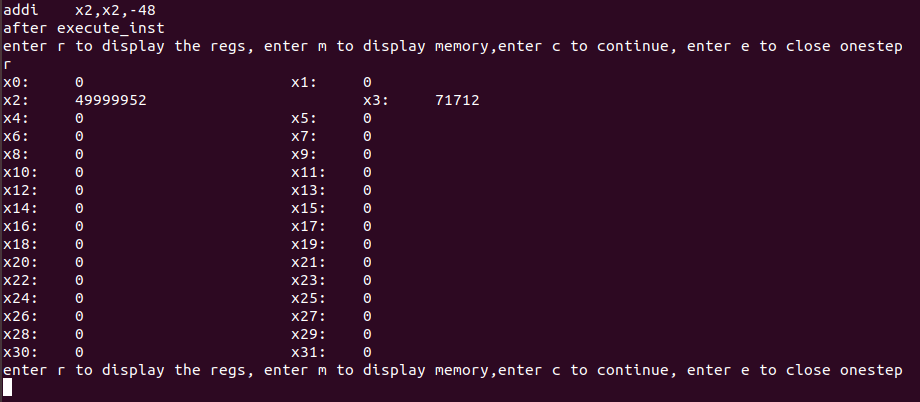 addi    x2,x2,-48
after execute_inst
enter r to display the regs, enter m to display memory,enter c to continue, enter e to close onestep
r
x0:     0                       x1:     0
x2:     49999952                        x3:     71712
x4:     0                       x5:     0
x6:     0                       x7:     0
x8:     0                       x9:     0
x10:    0                       x11:    0
x12:    0                       x13:    0
x14:    0                       x15:    0
x16:    0                       x17:    0
x18:    0                       x19:    0
x20:    0                       x21:    0
x22:    0                       x23:    0
x24:    0                       x25:    0
x26:    0                       x27:    0
x28:    0                       x29:    0
x30:    0                       x31:    0
enter r to display the regs, enter m to display memory,enter c to continue, enter e to close onestep